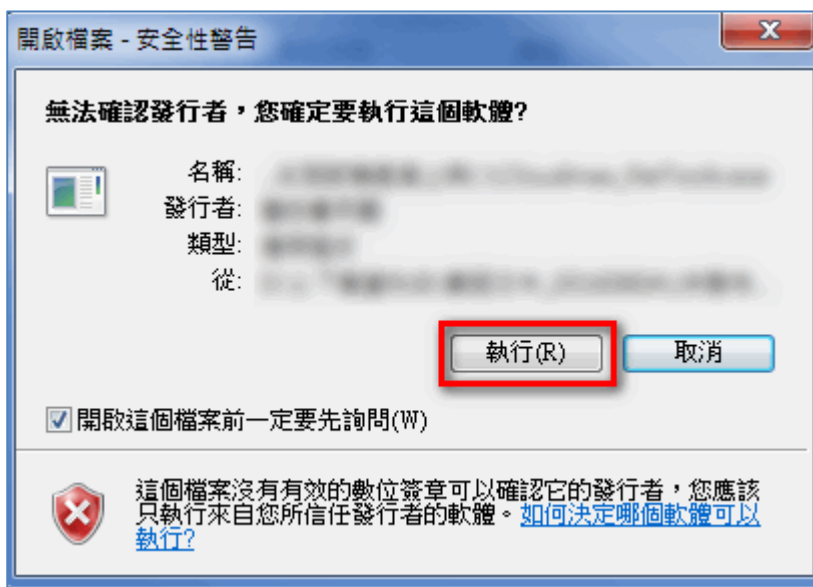 開啟檔案 - 安全性警告
無法確認發行者，您確定要執行這個軟體?
名稱:
發行者:
類型:
從:
執行(R) 取消
開啟這個檔案前一定要先詢問(W)
這個檔案沒有有效的數位簽章可以確認它的發行者，您應該
只執行來自您所信任發行者的軟體。如何決定哪個軟體可以
執行?